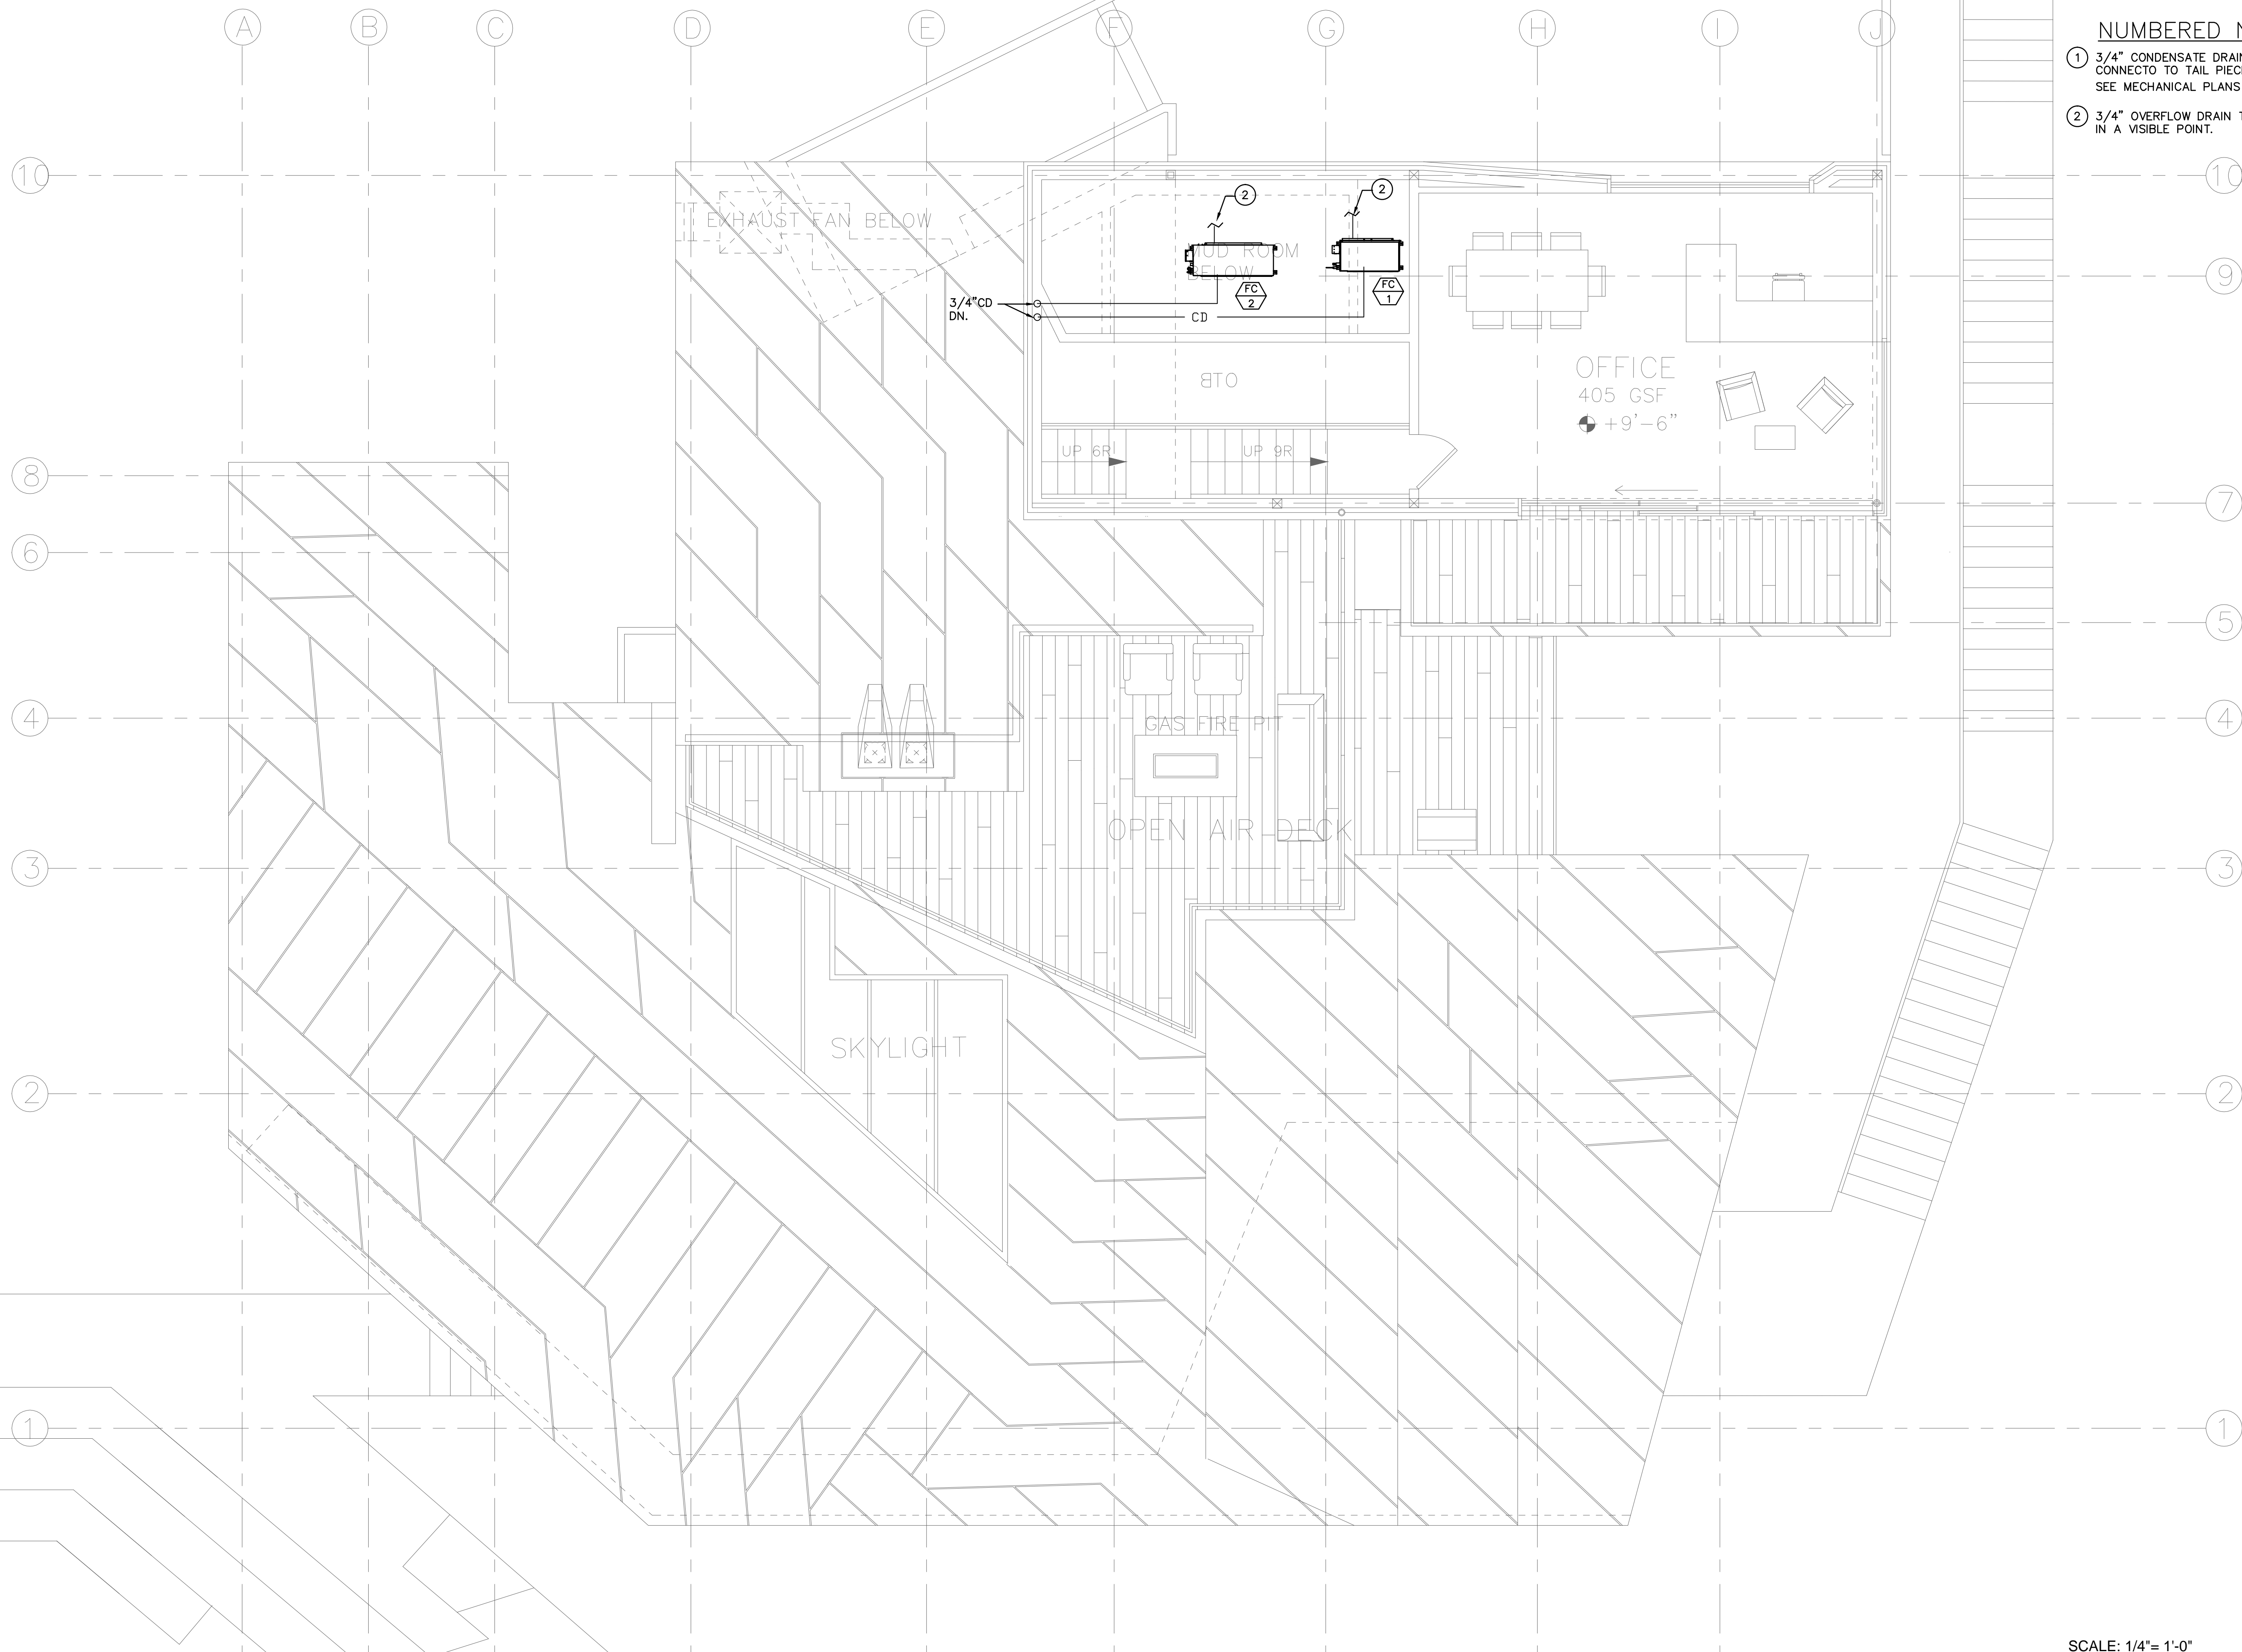 A B C D E F G H I J
NUMBERED
1 3/4" CONDENSATE DRAIN
CONNECTO TO TAIL PIEC
SEE MECHANICAL PLANS
2 3/4" OVERFLOW DRAIN
IN A VISIBLE POINT.
10 10
2 2
EXHAUST FAN BELOW
MUD ROOM
BELOW
9
FC
2
FC
1
3/4"CD
DN.
CD
OFFICE
405 GSF
+9'-6"
BTO
UP 6R UP 9R
8
7
6
5
4 4
GAS FIRE PIT
OPEN AIR DECK
3 3
SKYLIGHT
2 2
1 1
SCALE: 1/4"= 1'-0"